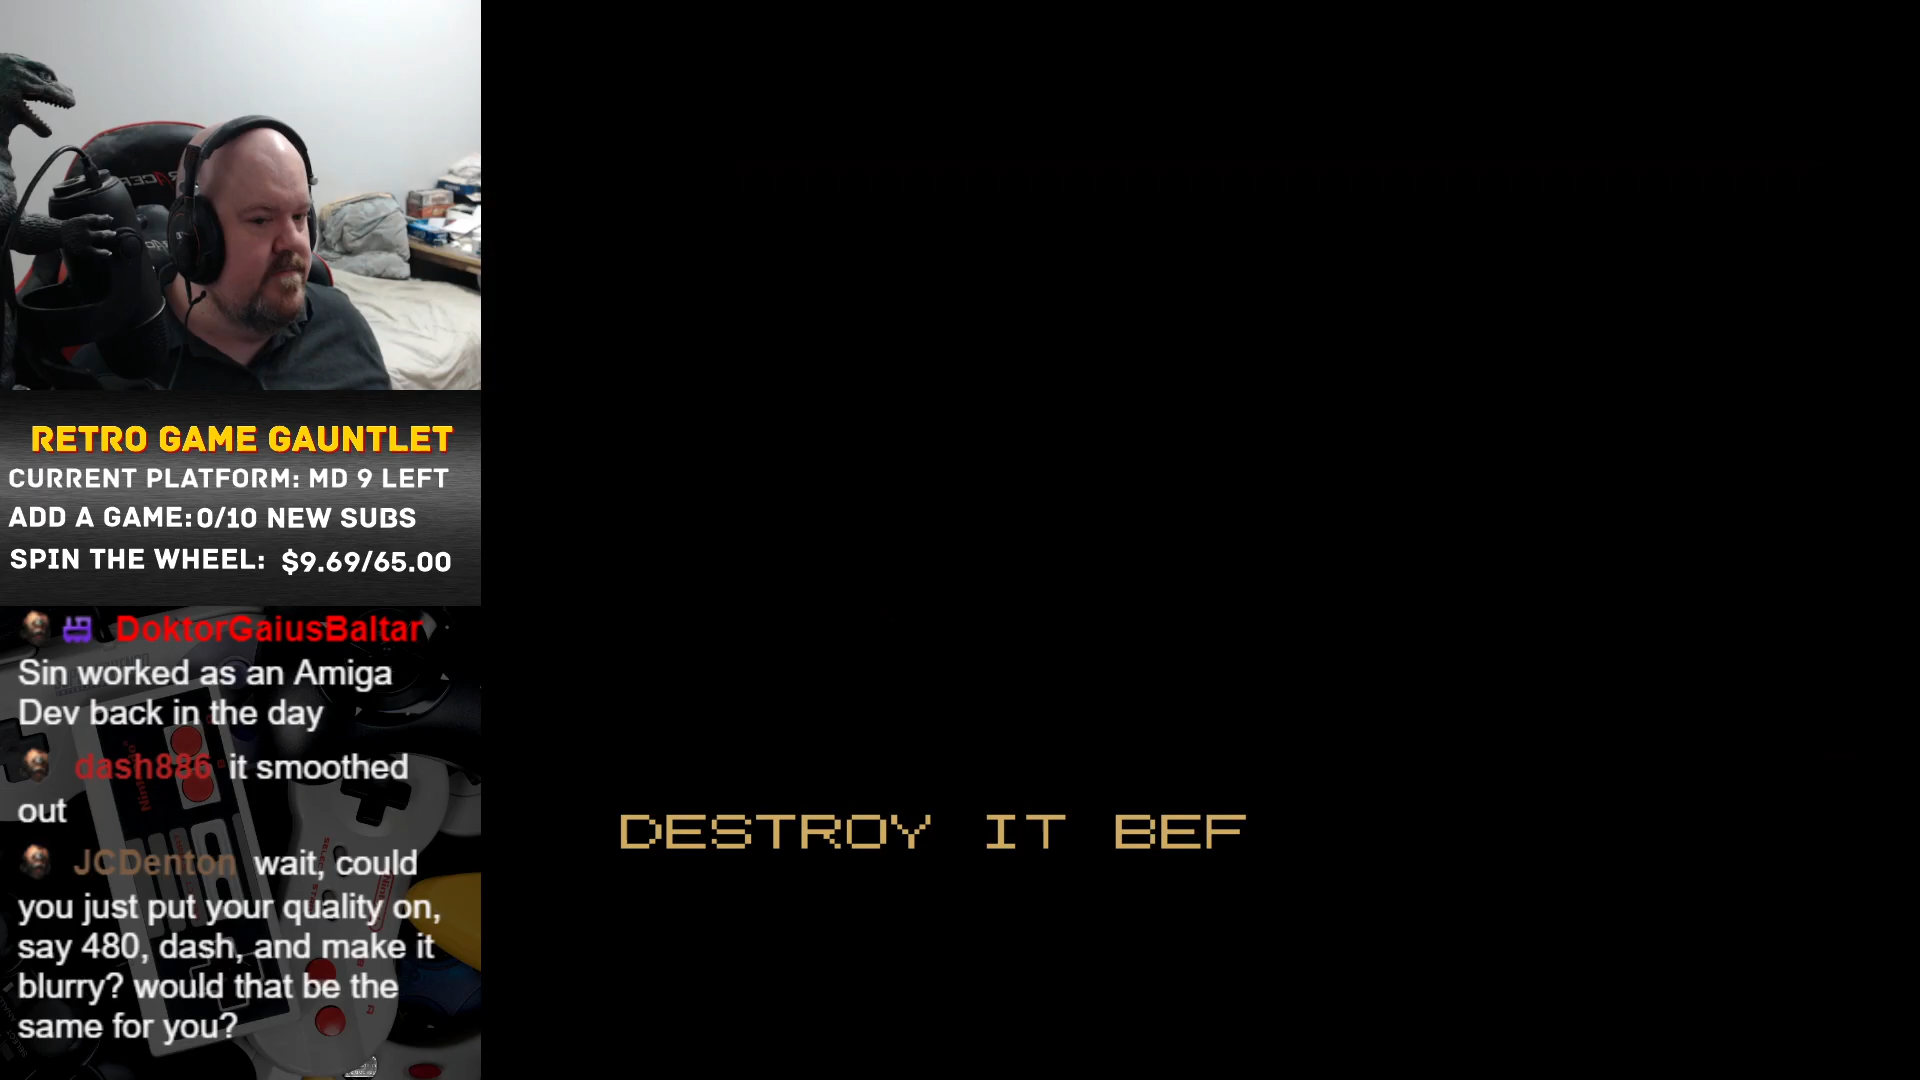 RETRO GAME GAUNTLET
CURRENT PLATFORM: MD 9 LEFT
ADD A GAME: 0/10 NEW SUBS
SPIN THE WHEEL: $9.69/65.00
DoktorGaiusBaltar
Sin worked as an Amiga
Dev back in the day
dash886 it smoothed
out
JCDenton wait, could
you just put your quality on,
say 480, dash, and make it
blurry? would that be the
same for you?
DESTROY IT BEF